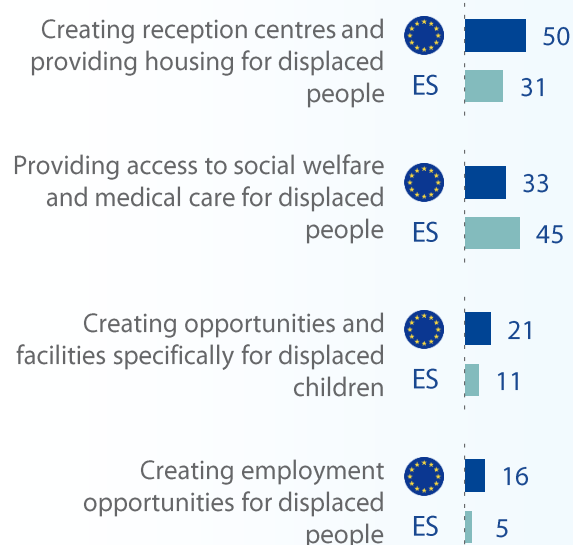 Creating reception centres and
providing housing for displaced
people
50
ES 31
Providing access to social welfare
and medical care for displaced
people
33
ES 45
Creating opportunities and
facilities specifically for displaced
children
21
ES 11
Creating employment
opportunities for displaced
people
16
ES 5